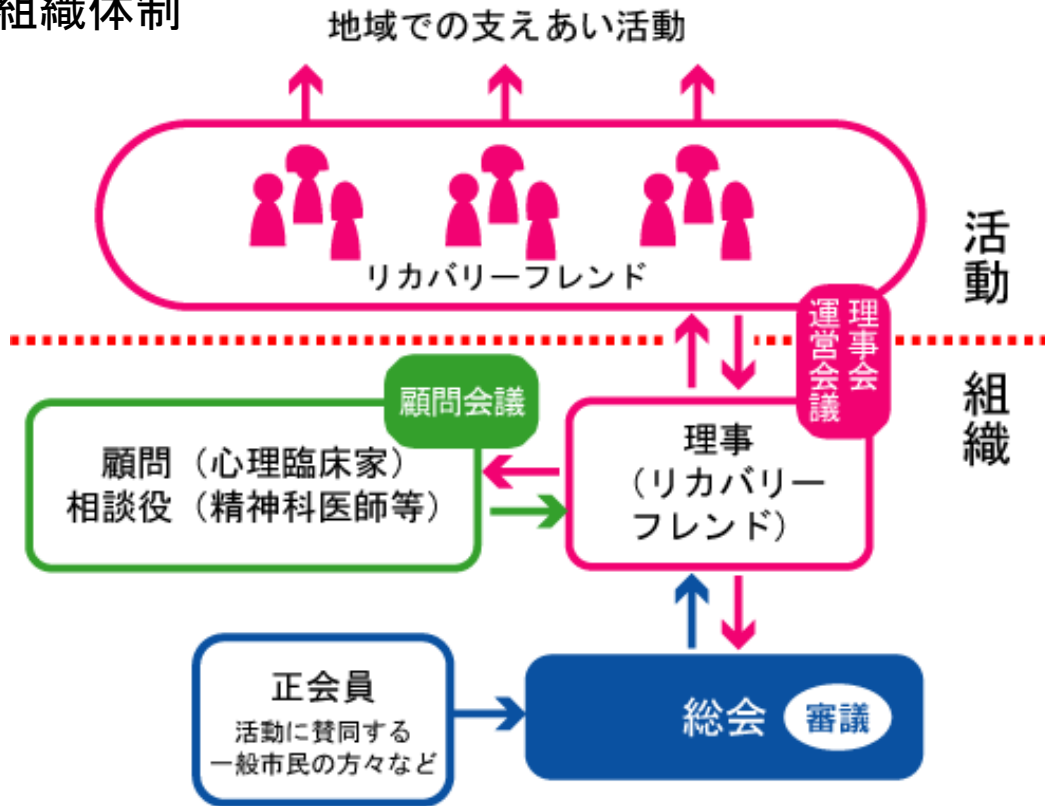 組織体制
地域での支えあい活動
リカバリーフレンド
活動
理事会
運営会議
組織
顧問会議
顧問（心理臨床家）
相談役（精神科医師等）
理事
（リカバリー
フレンド）
正会員
活動に賛同する
一般市民の方々など
総会 審議